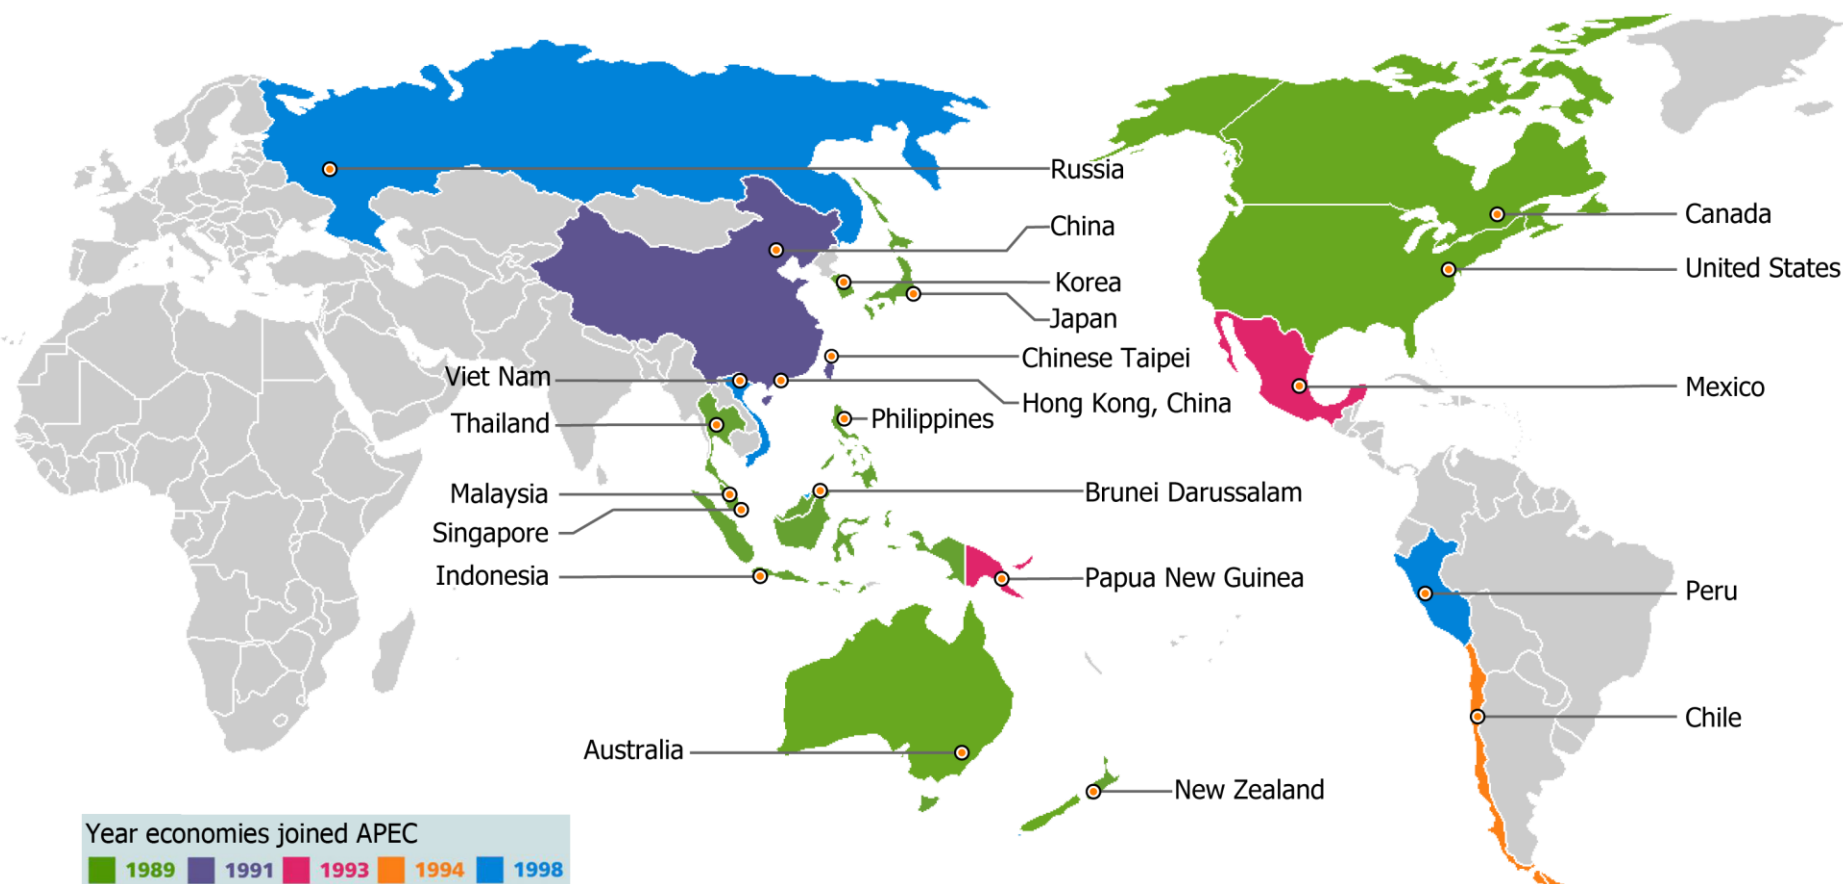 Russia
China
Canada
United States
Korea
Japan
Chinese Taipei
Viet Nam
Mexico
Hong Kong, China
Thailand
Philippines
Malaysia
Brunei Darussalam
Singapore
Indonesia
Papua New Guinea
Peru
Chile
Australia
New Zealand
Year economies joined APEC
1989 1991 1993 1994 1998